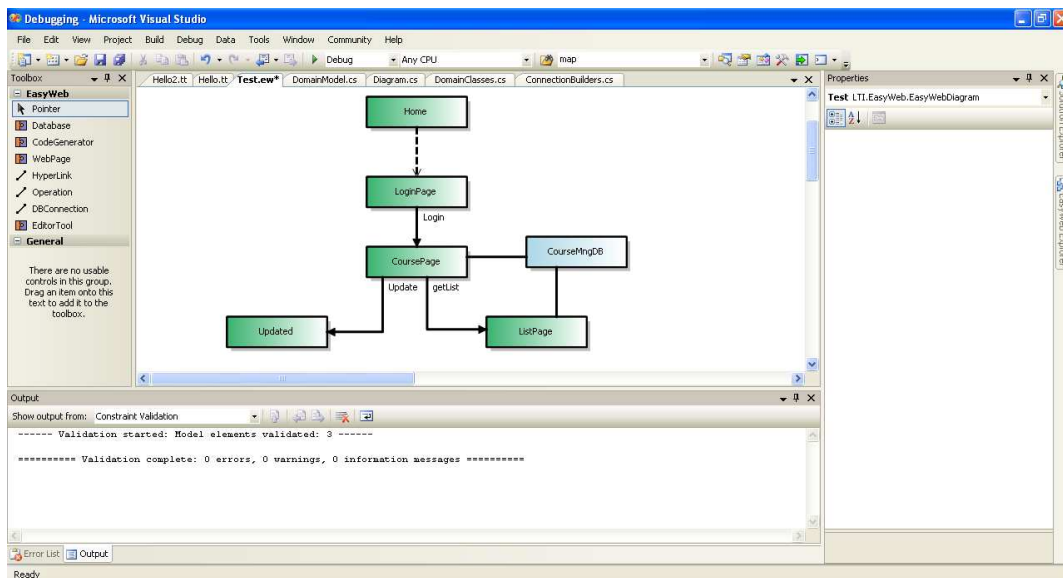 Debugging - Microsoft Visual Studio
File Edit View Project Build Debug Data Tools Window Community Help
Debug Any CPU map
Toolbox
EasyWeb
Pointer
Database
CodeGenerator
WebPage
HyperLink
Operation
DBConnection
EditorTool
General
There are no usable
controls in this group.
Drag an item onto this
text to add it to the
toolbox.
Hello2.tt Hello.tt Test.ew* DomainModel.cs Diagram.cs DomainClasses.cs ConnectionBuilders.cs
Home
LoginPage
Login
CoursePage
CourseMngDB
Update getList
Updated
ListPage
Properties
Test LTI.EasyWeb.EasyWebDiagram
Solution Explorer
EasyWeb Explorer
Output
Show output from: Constraint Validation
------ Validation started: Model elements validated: 3 ------
========== Validation complete: 0 errors, 0 warnings, 0 information messages ==========
Error List Output
Ready